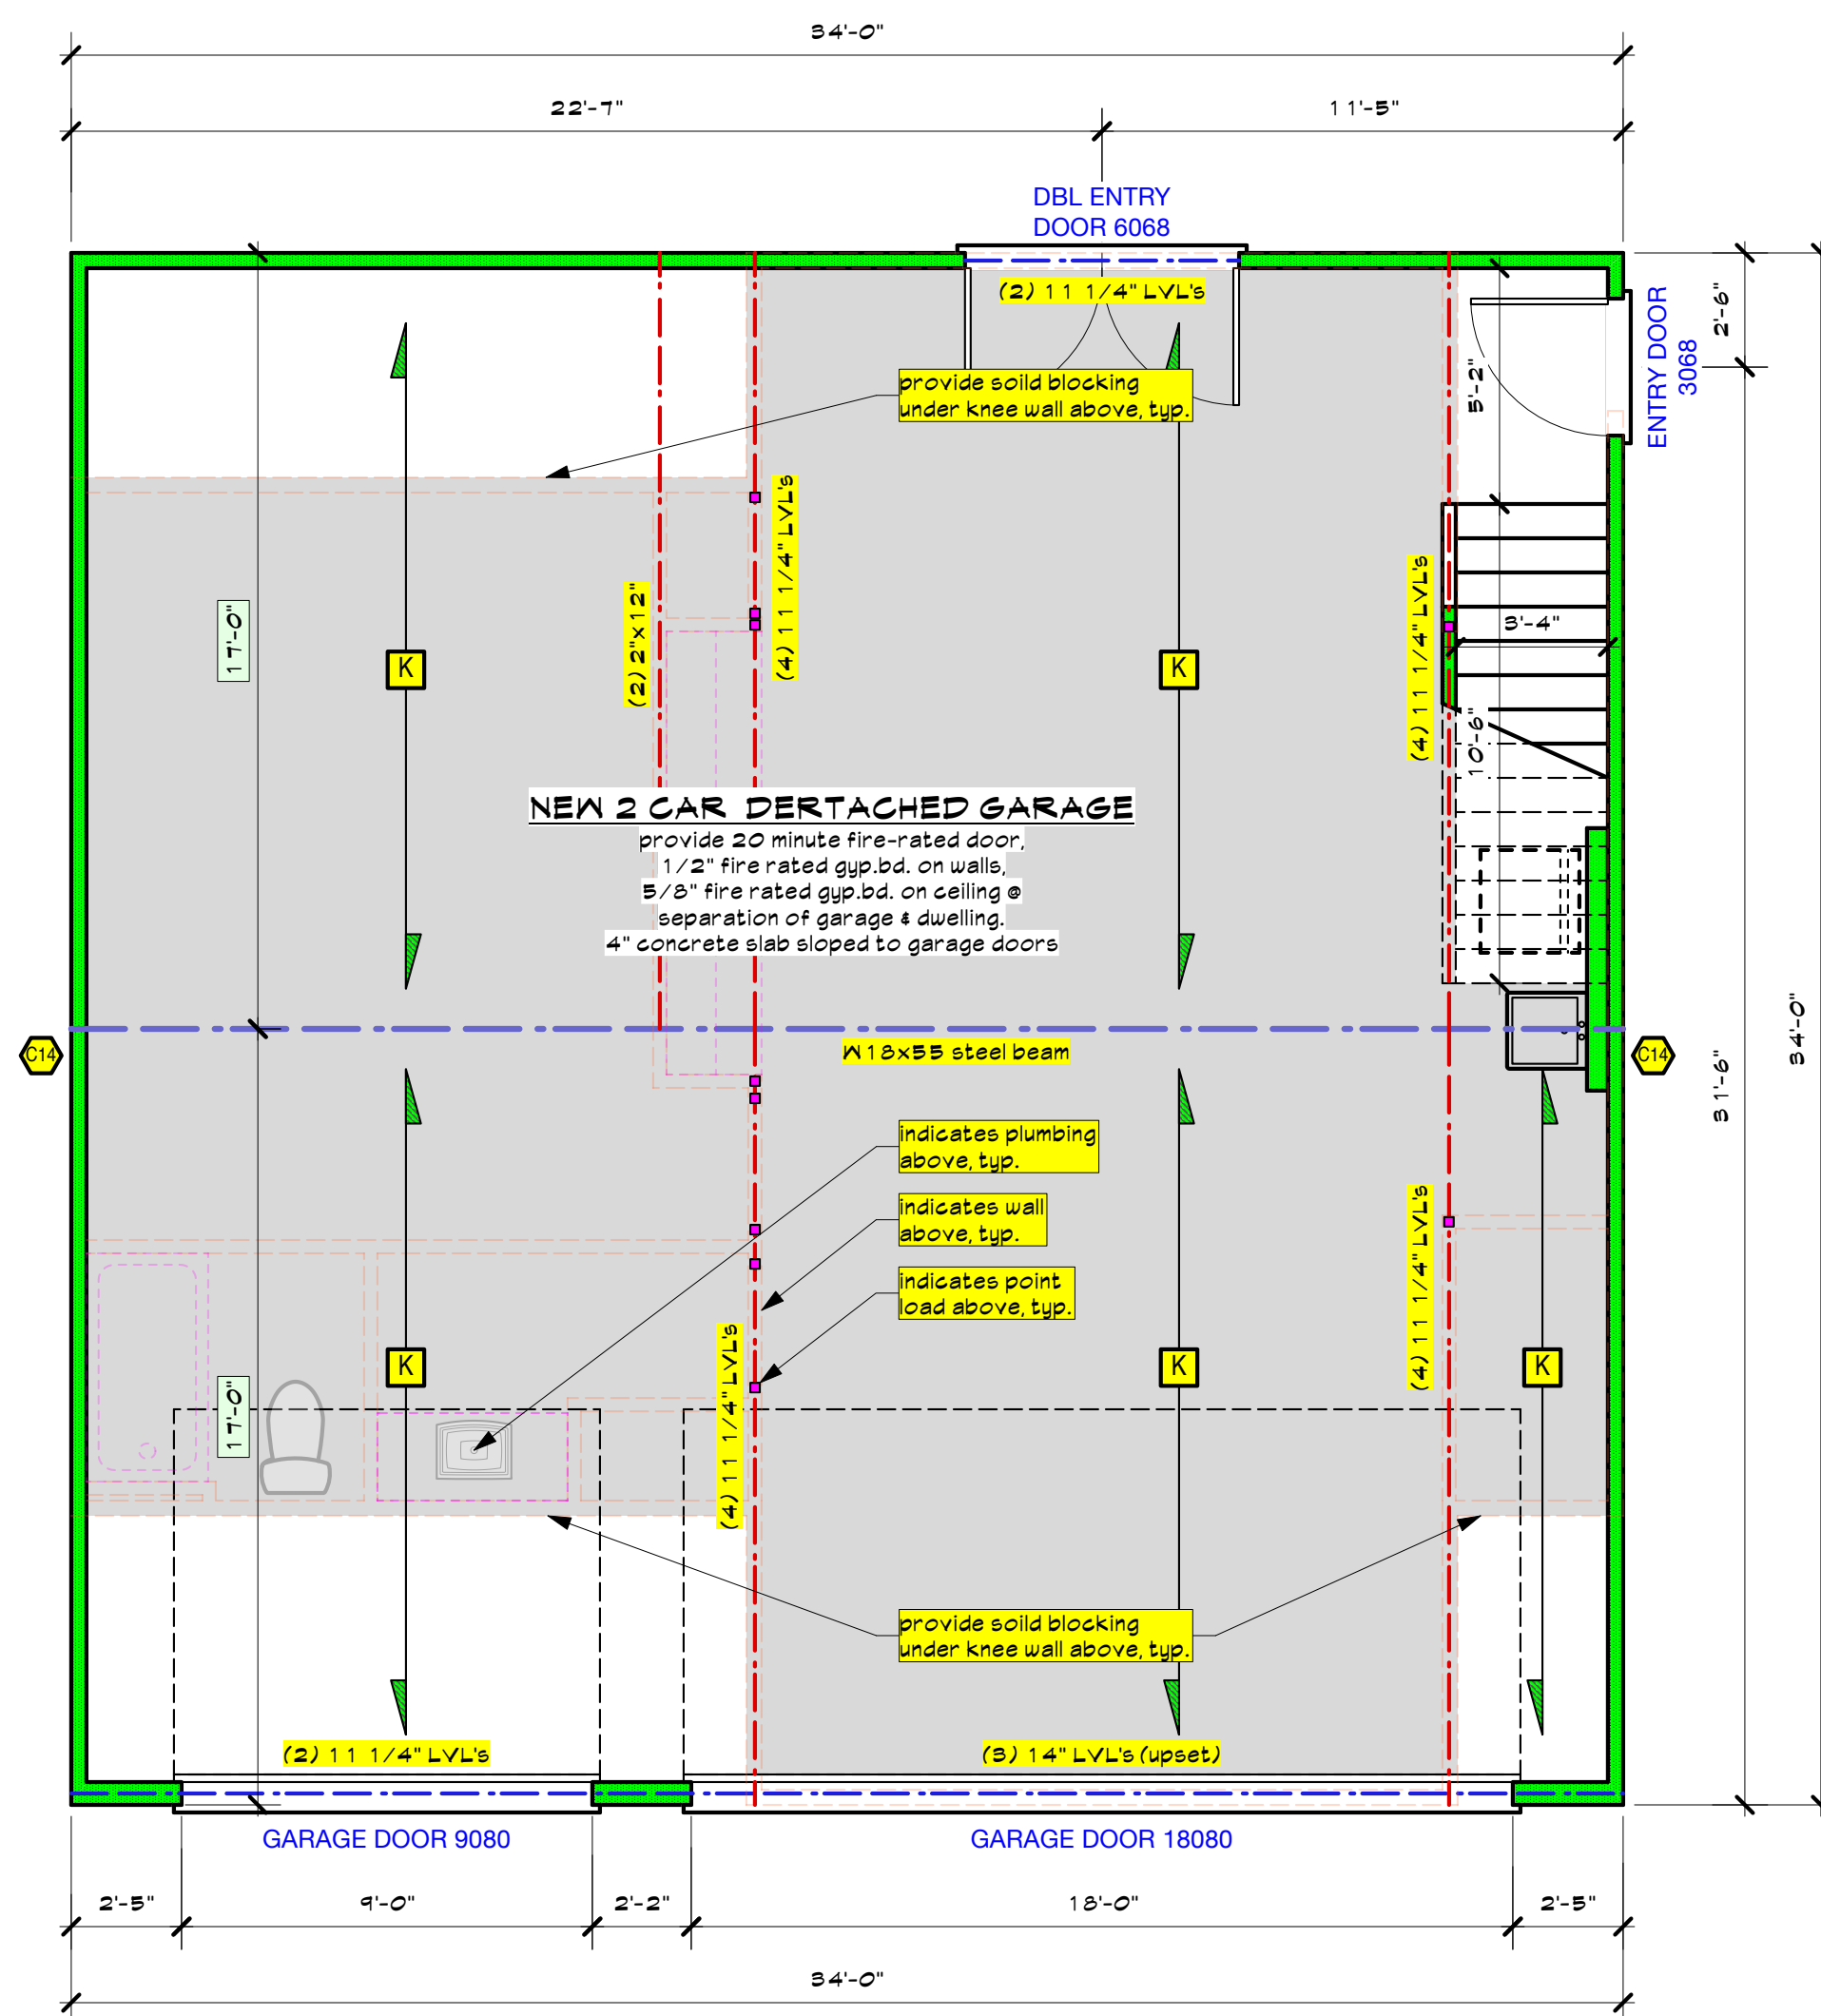 34'-0"
22'-7"
11'-5"
DBL ENTRY
DOOR 6068
(2) 11 1/4" LVL's
ENTRY DOOR
3068
2'-6"
5'-2"
provide soild blocking
under knee wall above, typ.
(4) 11 1/4" LVL's
(2) 2"x12"
17'-0"
K
K
(4) 11 1/4" LVL's
3'-4"
10'-6"
NEW 2 CAR DERTACHED GARAGE
provide 20 minute fire-rated door,
1/2" fire rated gyp.bd. on walls,
5/8" fire rated gyp.bd. on ceiling @
separation of garage & dwelling.
4" concrete slab sloped to garage doors
C14
W18x55 steel beam
C14
31'-6"
34'-0"
indicates plumbing
above, typ.
indicates wall
above, typ.
indicates point
load above, typ.
(4) 11 1/4" LVL's
(4) 11 1/4" LVL's
17'-0"
K
K
K
provide soild blocking
under knee wall above, typ.
(2) 11 1/4" LVL's
(3) 14" LVL's (upset)
GARAGE DOOR 9080
GARAGE DOOR 18080
2'-5"
9'-0"
2'-2"
18'-0"
2'-5"
34'-0"